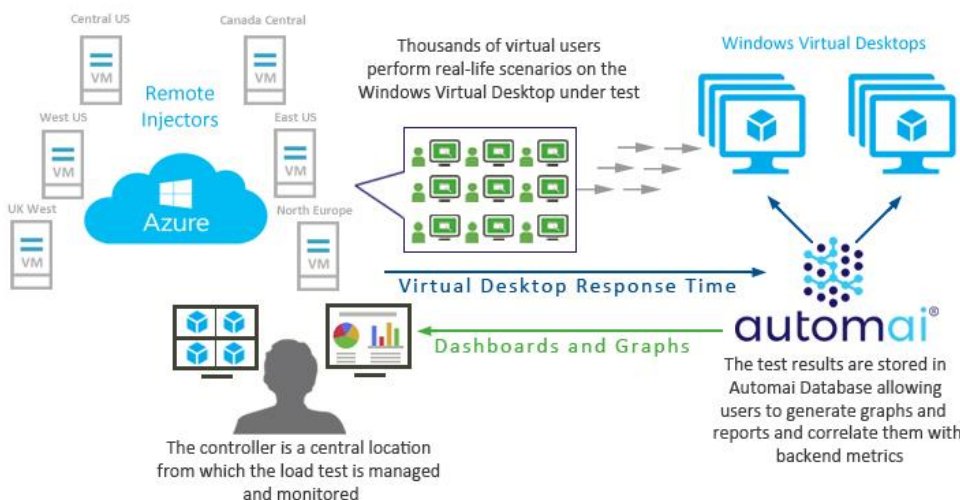 Central US
Canada Central
VM
VM
Remote
Injectors
West US
East US
VM
VM
Azure
UK West
North Europe
VM
VM
Thousands of virtual users
perform real-life scenarios on the
Windows Virtual Desktop under test
Windows Virtual Desktops
Virtual Desktop Response Time
Dashboards and Graphs
automai®
The test results are stored in
Automai Database allowing
users to generate graphs and
reports and correlate them with
backend metrics
The controller is a central location
from which the load test is managed
and monitored